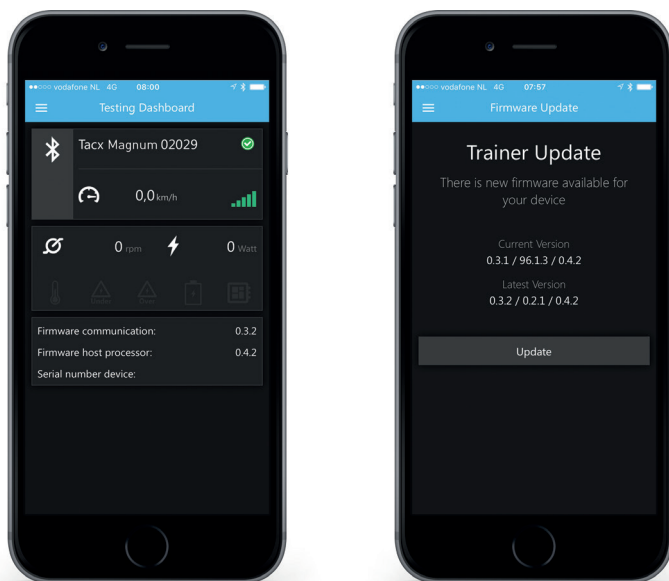 vodafone NL 4G 08:00
Testing Dashboard
Tacx Magnum 02029
0,0 km/h
0 rpm 0 Watt
Under Over
Firmware communication: 0.3.2
Firmware host processor: 0.4.2
Serial number device:
vodafone NL 4G 07:57
Firmware Update
Trainer Update
There is new firmware available for
your device
Current Version
0.3.1 / 96.1.3 / 0.4.2
Latest Version
0.3.2 / 0.2.1 / 0.4.2
Update